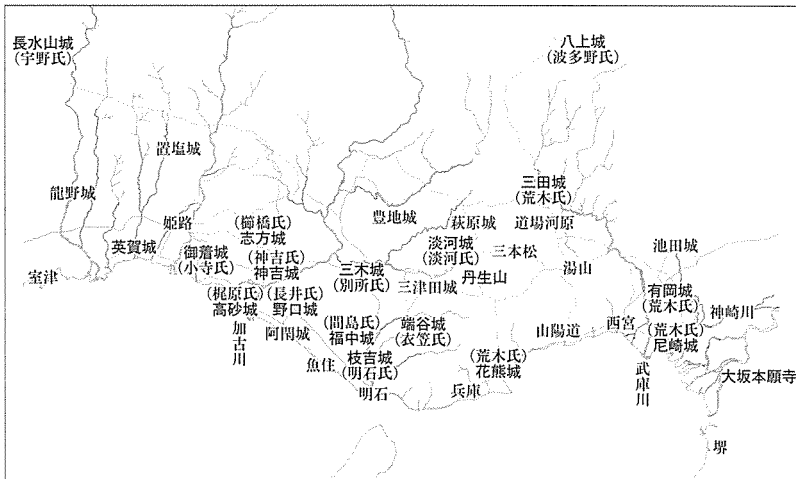 長水山城
(宇野氏)
八上城
(波多野氏)
置塩城
龍野城
三田城
(荒木氏)
姫路
(櫛橋氏)
志方城
豊地城
萩原城
道場河原
英賀城
御着城
(小寺氏)
(神吉氏)
神吉城
淡河城
(淡河氏)
三本松
池田城
室津
三木城
(別所氏)
三津田城
丹生山
湯山
有岡城
(荒木氏)
神崎川
(梶原氏)
高砂城
(長井氏)
野口城
(間島氏)
福中城
端谷城
(衣笠氏)
山陽道
西宮
(荒木氏)
尼崎城
加古川
阿閇城
魚住
枝吉城
(明石氏)
明石
(荒木氏)
花熊城
兵庫
武庫川
大坂本願寺
堺